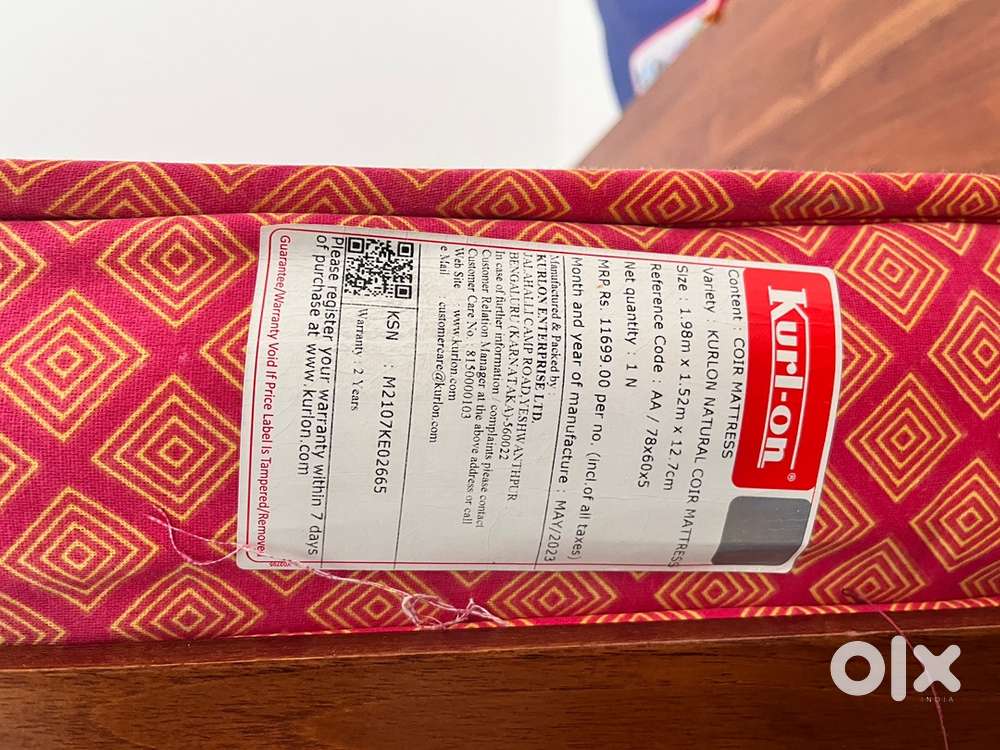 Kurl-on®
Content : COIR MATTRESS
Variety : KURLON NATURAL COIR MATTRESS
Size : 1.98m x 1.52m x 12.7cm
Reference Code : AA / 78x60x5
Net quantity : 1 N
MRP Rs. 11699.00 per no. (incl.of all taxes)
Month and year of manufacture : MAY/2023
Manufactured & Packed by :
KURLON ENTERPRISE LTD.
JALAHALLI CAMP ROAD,YESHWANTHPUR
BENGALURU (KARNATAKA)-560022
In case of further information / complaints please contact
Customer Relation Manager at the above address or call
Customer Care No. : 8150000103
Web Site : www.kurlon.com
e Mail : customercare@kurlon.com
KSN : M2107KE02665
Warranty : 2 Years
Please register your warranty within 7 days
of purchase at www.kurlon.com
Guarantee/Warranty Void If Price Label Is Tampered/Removed
olx
INDIA